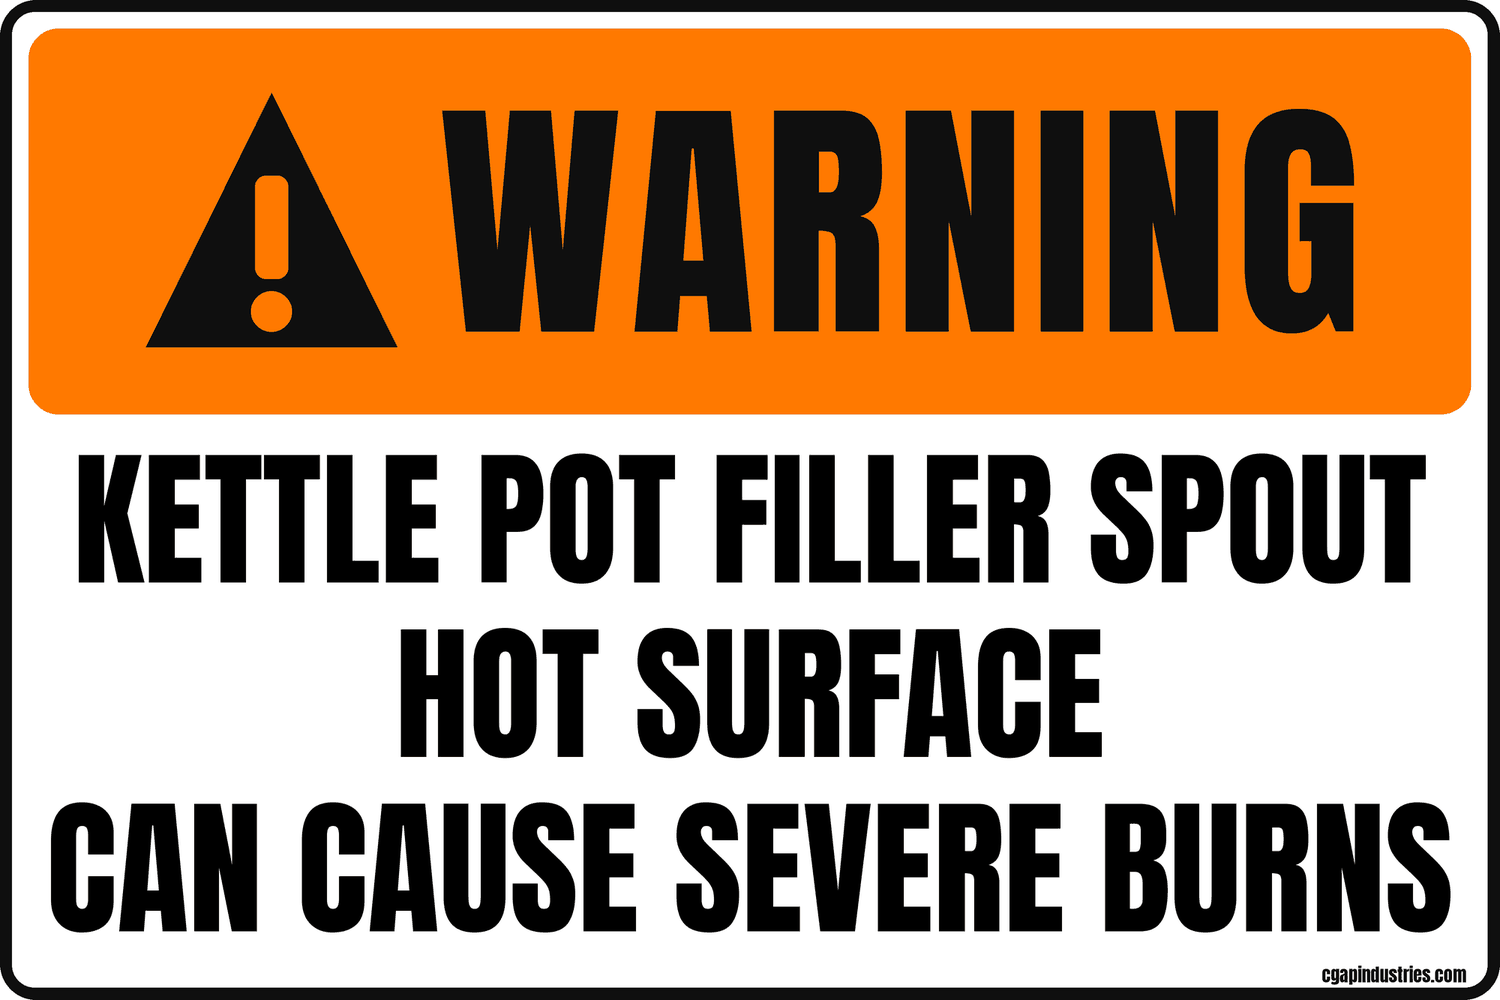 WARNING
KETTLE POT FILLER SPOUT
HOT SURFACE
CAN CAUSE SEVERE BURNS
cgapindustries.com